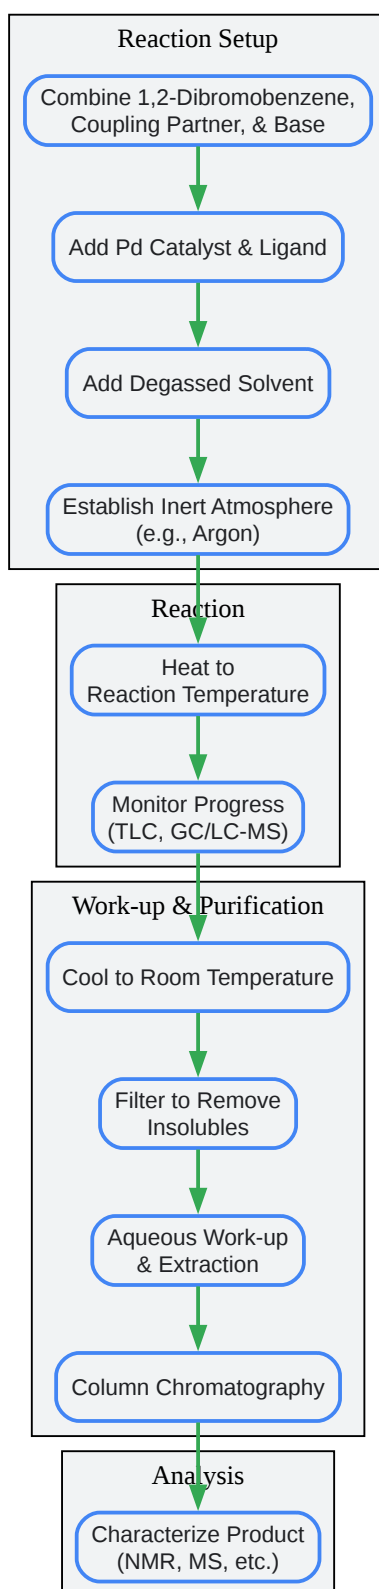 Reaction Setup
Combine 1,2-Dibromobenzene,
Coupling Partner, & Base
Add Pd Catalyst & Ligand
Add Degassed Solvent
Establish Inert Atmosphere
(e.g., Argon)
Reaction
Heat to
Reaction Temperature
Monitor Progress
(TLC, GC/LC-MS)
Work-up & Purification
Cool to Room Temperature
Filter to Remove
Insolubles
Aqueous Work-up
& Extraction
Column Chromatography
Analysis
Characterize Product
(NMR, MS, etc.)